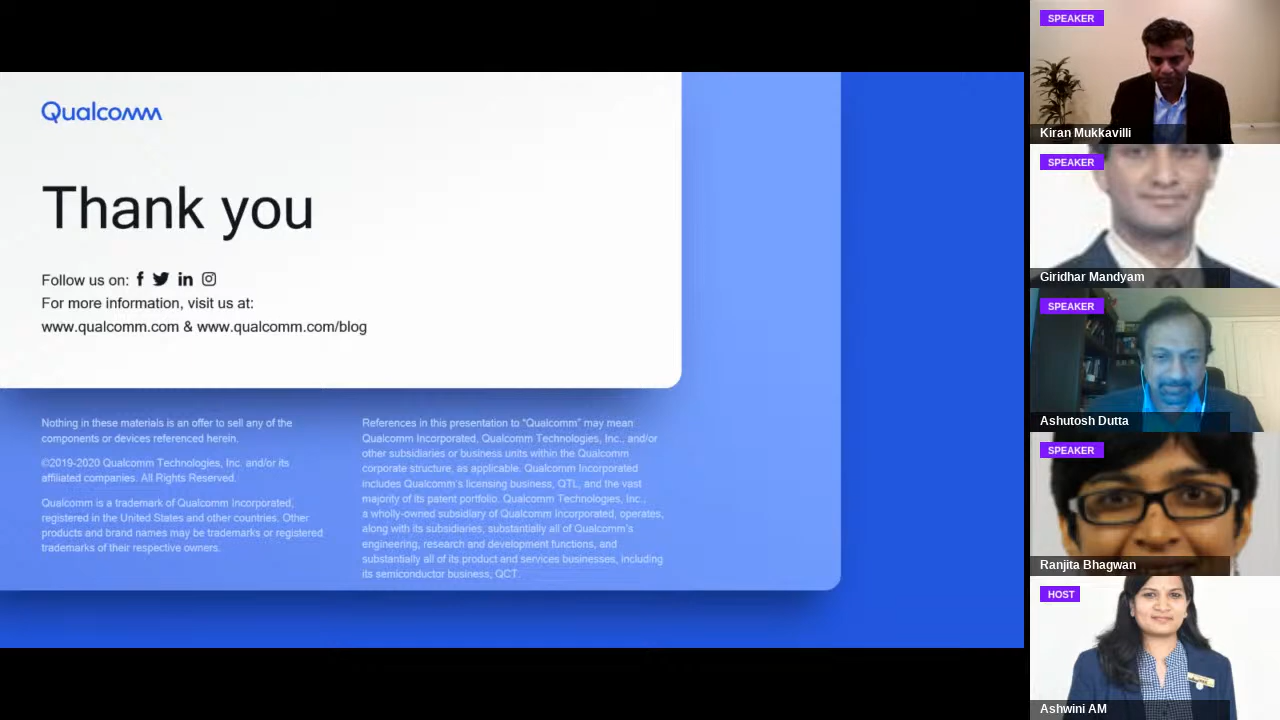 Qualcomm
Thank you
Follow us on:
For more information, visit us at:
www.qualcomm.com & www.qualcomm.com/blog
Nothing in these materials is an offer to sell any of the
components or devices referenced herein.
©2019-2020 Qualcomm Technologies, Inc. and/or its
affiliated companies. All Rights Reserved.
Qualcomm is a trademark of Qualcomm Incorporated,
registered in the United States and other countries. Other
products and brand names may be trademarks or registered
trademarks of their respective owners.
References in this presentation to “Qualcomm” may mean
Qualcomm Incorporated, Qualcomm Technologies, Inc., and/or
other subsidiaries or business units within the Qualcomm
corporate structure, as applicable. Qualcomm Incorporated
includes Qualcomm’s licensing business, QTL, and the vast
majority of its patent portfolio. Qualcomm Technologies, Inc.,
a wholly-owned subsidiary of Qualcomm Incorporated, operates,
along with its subsidiaries, substantially all of Qualcomm’s
engineering, research and development functions, and
substantially all of its product and services businesses, including
its semiconductor business, QCT.
SPEAKER
Kiran Mukkavilli
SPEAKER
Giridhar Mandyam
SPEAKER
Ashutosh Dutta
SPEAKER
Ranjita Bhagwan
HOST
Ashwini AM